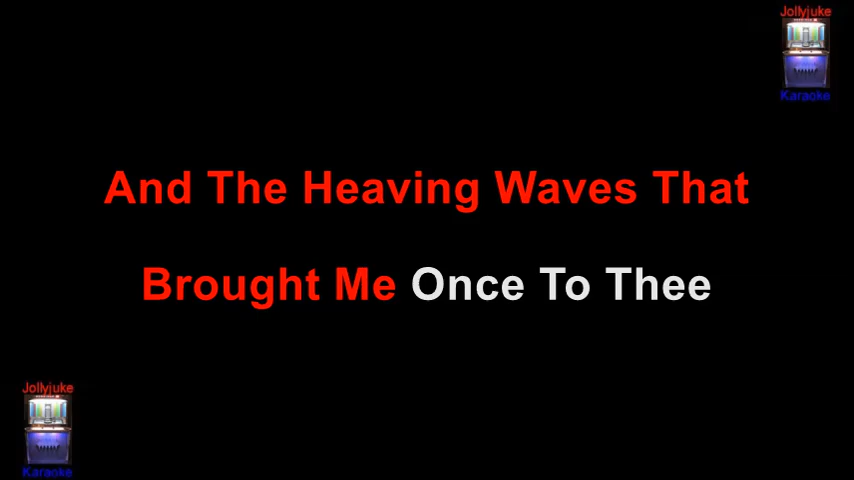 Jollyjuke
Karaoke
And The Heaving Waves That
Brought Me Once To Thee
Jollyjuke
Karaoke